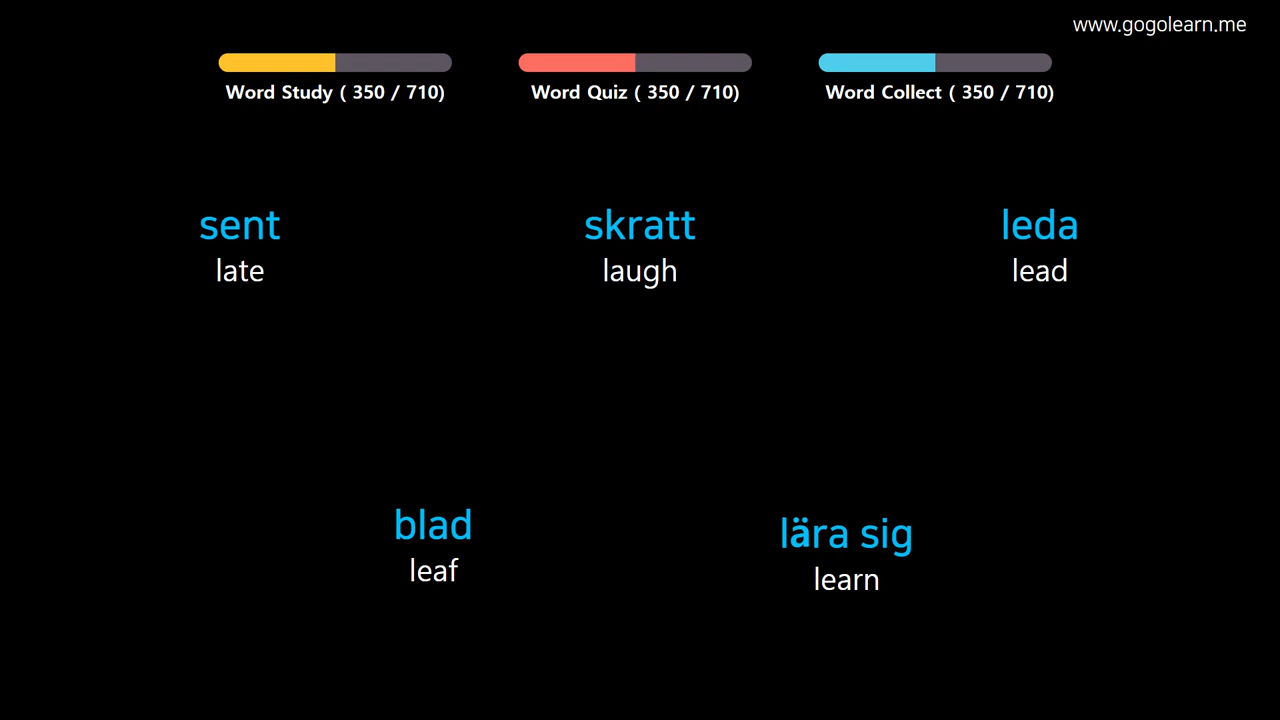 www.gogolearn.me
Word Study ( 350 / 710)
Word Quiz ( 350 / 710)
Word Collect ( 350 / 710)
sent
late
skratt
laugh
leda
lead
blad
leaf
lära sig
learn